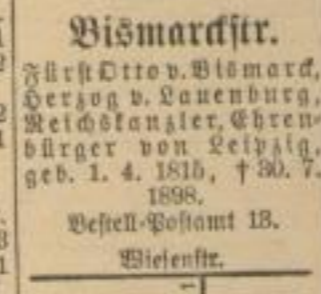 Bismarckstr.
Fürst Otto v. Bismarck,
Herzog v. Lauenburg,
Reichskanzler, Ehren-
bürger von Leipzig,
geb. 1. 4. 1815, † 30. 7.
1898.
Bestell-Postamt 13.
Wiesenstr.